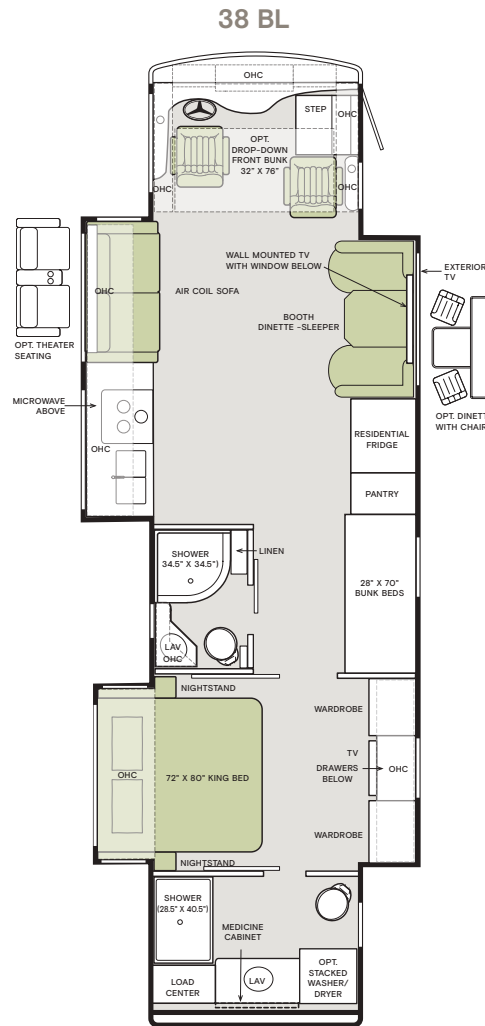 38 BL
OHC
STEP
OHC
OPT.
DROP-DOWN
FRONT BUNK
32" X 76"
OHC
OHC
WALL MOUNTED TV
WITH WINDOW BELOW
EXTERIOR
TV
OHC
AIR COIL SOFA
BOOTH
DINETTE -SLEEPER
OPT. THEATER
SEATING
MICROWAVE
ABOVE
OPT. DINETT
WITH CHAIR
OHC
RESIDENTIAL
FRIDGE
PANTRY
SHOWER
34.5" X 34.5")
LINEN
28" X 70"
BUNK BEDS
LAV
OHC
NIGHTSTAND
WARDROBE
TV
DRAWERS
BELOW
OHC
OHC
72" X 80" KING BED
WARDROBE
NIGHTSTAND
SHOWER
(28.5" X 40.5")
MEDICINE
CABINET
LOAD
CENTER
LAV
OPT.
STACKED
WASHER/
DRYER